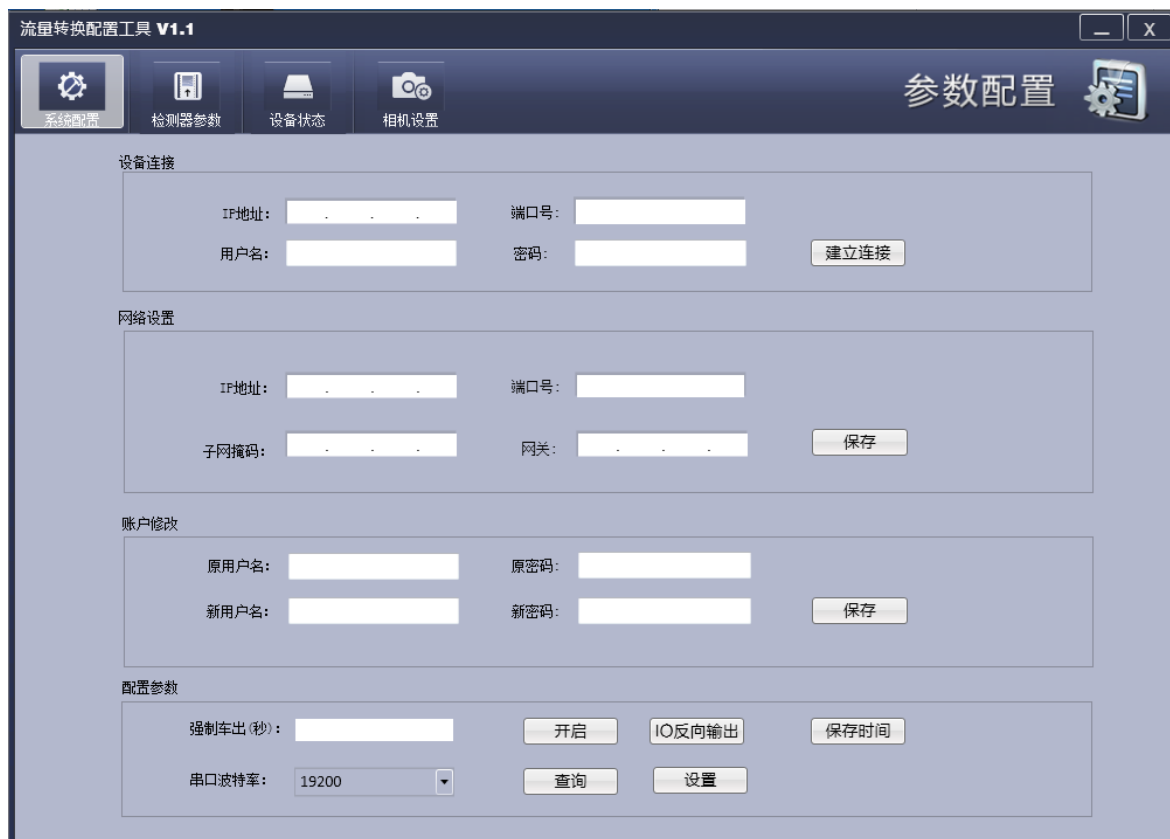 流量转换配置工具 V1.1
X
系统配置
检测器参数
设备状态
相机设置
参数配置
设备连接
IP地址： . . . 端口号：
用户名： 密码： 建立连接
网络设置
IP地址： . . . 端口号：
子网掩码： . . . 网关： . . . 保存
账户修改
原用户名： 原密码：
新用户名： 新密码： 保存
配置参数
强制车出(秒)： 开启 IO反向输出 保存时间
串口波特率： 19200 查询 设置